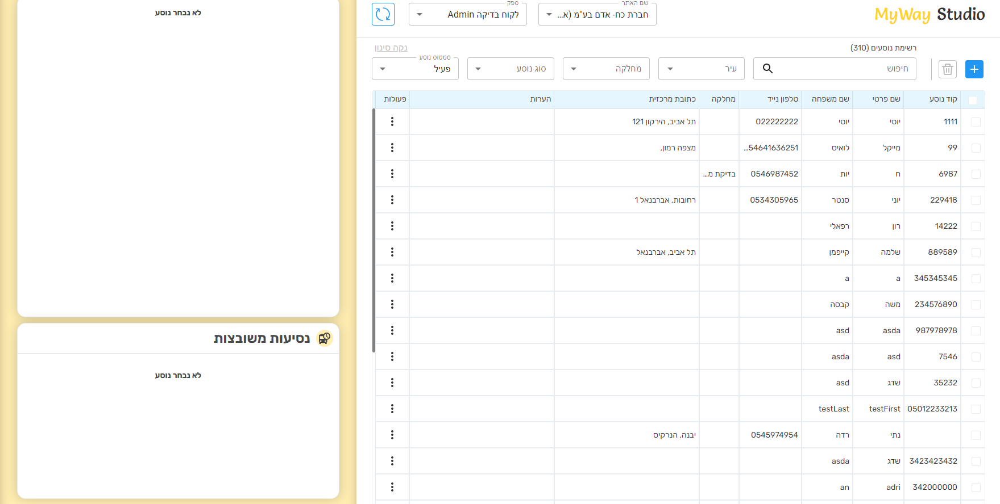 MyWay Studio
שם האתר
חברת כח- אדם בע"מ (א...
ספק
לקוח בדיקה Admin
רשימת נוסעים (310)
נקה סינון
חיפוש
עיר
מחלקה
סוג נוסע
סטטוס נוסע
פעיל
קוד נוסע שם פרטי שם משפחה טלפון נייד מחלקה כתובת מרכזית הערות פעולות
1111 יוסי יוסי 022222222 תל אביב, הירקון 121
99 מייקל לואיס 54641636251... מצפה רמון,
6987 ח יות 0546987452 בדיקת מ...
229418 יוני סנטר 0534305965 רחובות, אברבנאל 1
14222 רון רפאלי
889589 שלמה קייפמן תל אביב, אברבנאל
345345345 a a
234576890 משה קבסה
987978978 asda asd
7546 asd asda
35232 שדג asd
05012233213 testFirst testLast
נתי רדה 0545974954 יבנה, הנרקיס
3423423432 שדג asda
342000000 adri an
לא נבחר נוסע
נסיעות משובצות
לא נבחר נוסע